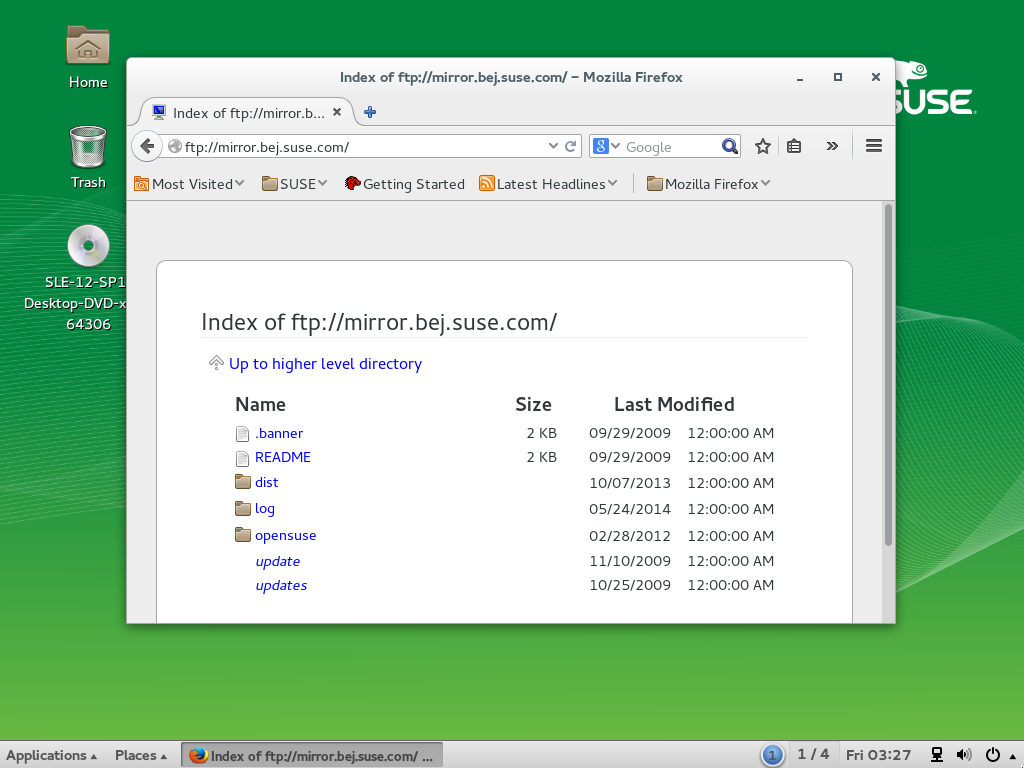 Home
Trash
SLE-12-SP1
Desktop-DVD-x
64306
SUSE
Index of ftp://mirror.bej.suse.com/ - Mozilla Firefox
Index of ftp://mirror.b...
ftp://mirror.bej.suse.com/
8
Google
Most Visited
SUSE
Getting Started
Latest Headlines
Mozilla Firefox
Index of ftp://mirror.bej.suse.com/
Up to higher level directory
Name Size Last Modified
.banner 2 KB 09/29/2009 12:00:00 AM
README 2 KB 09/29/2009 12:00:00 AM
dist 10/07/2013 12:00:00 AM
log 05/24/2014 12:00:00 AM
opensuse 02/28/2012 12:00:00 AM
update 11/10/2009 12:00:00 AM
updates 10/25/2009 12:00:00 AM
Applications Places Index of ftp://mirror.bej.suse.com/ ... 1 1 / 4 Fri 03:27